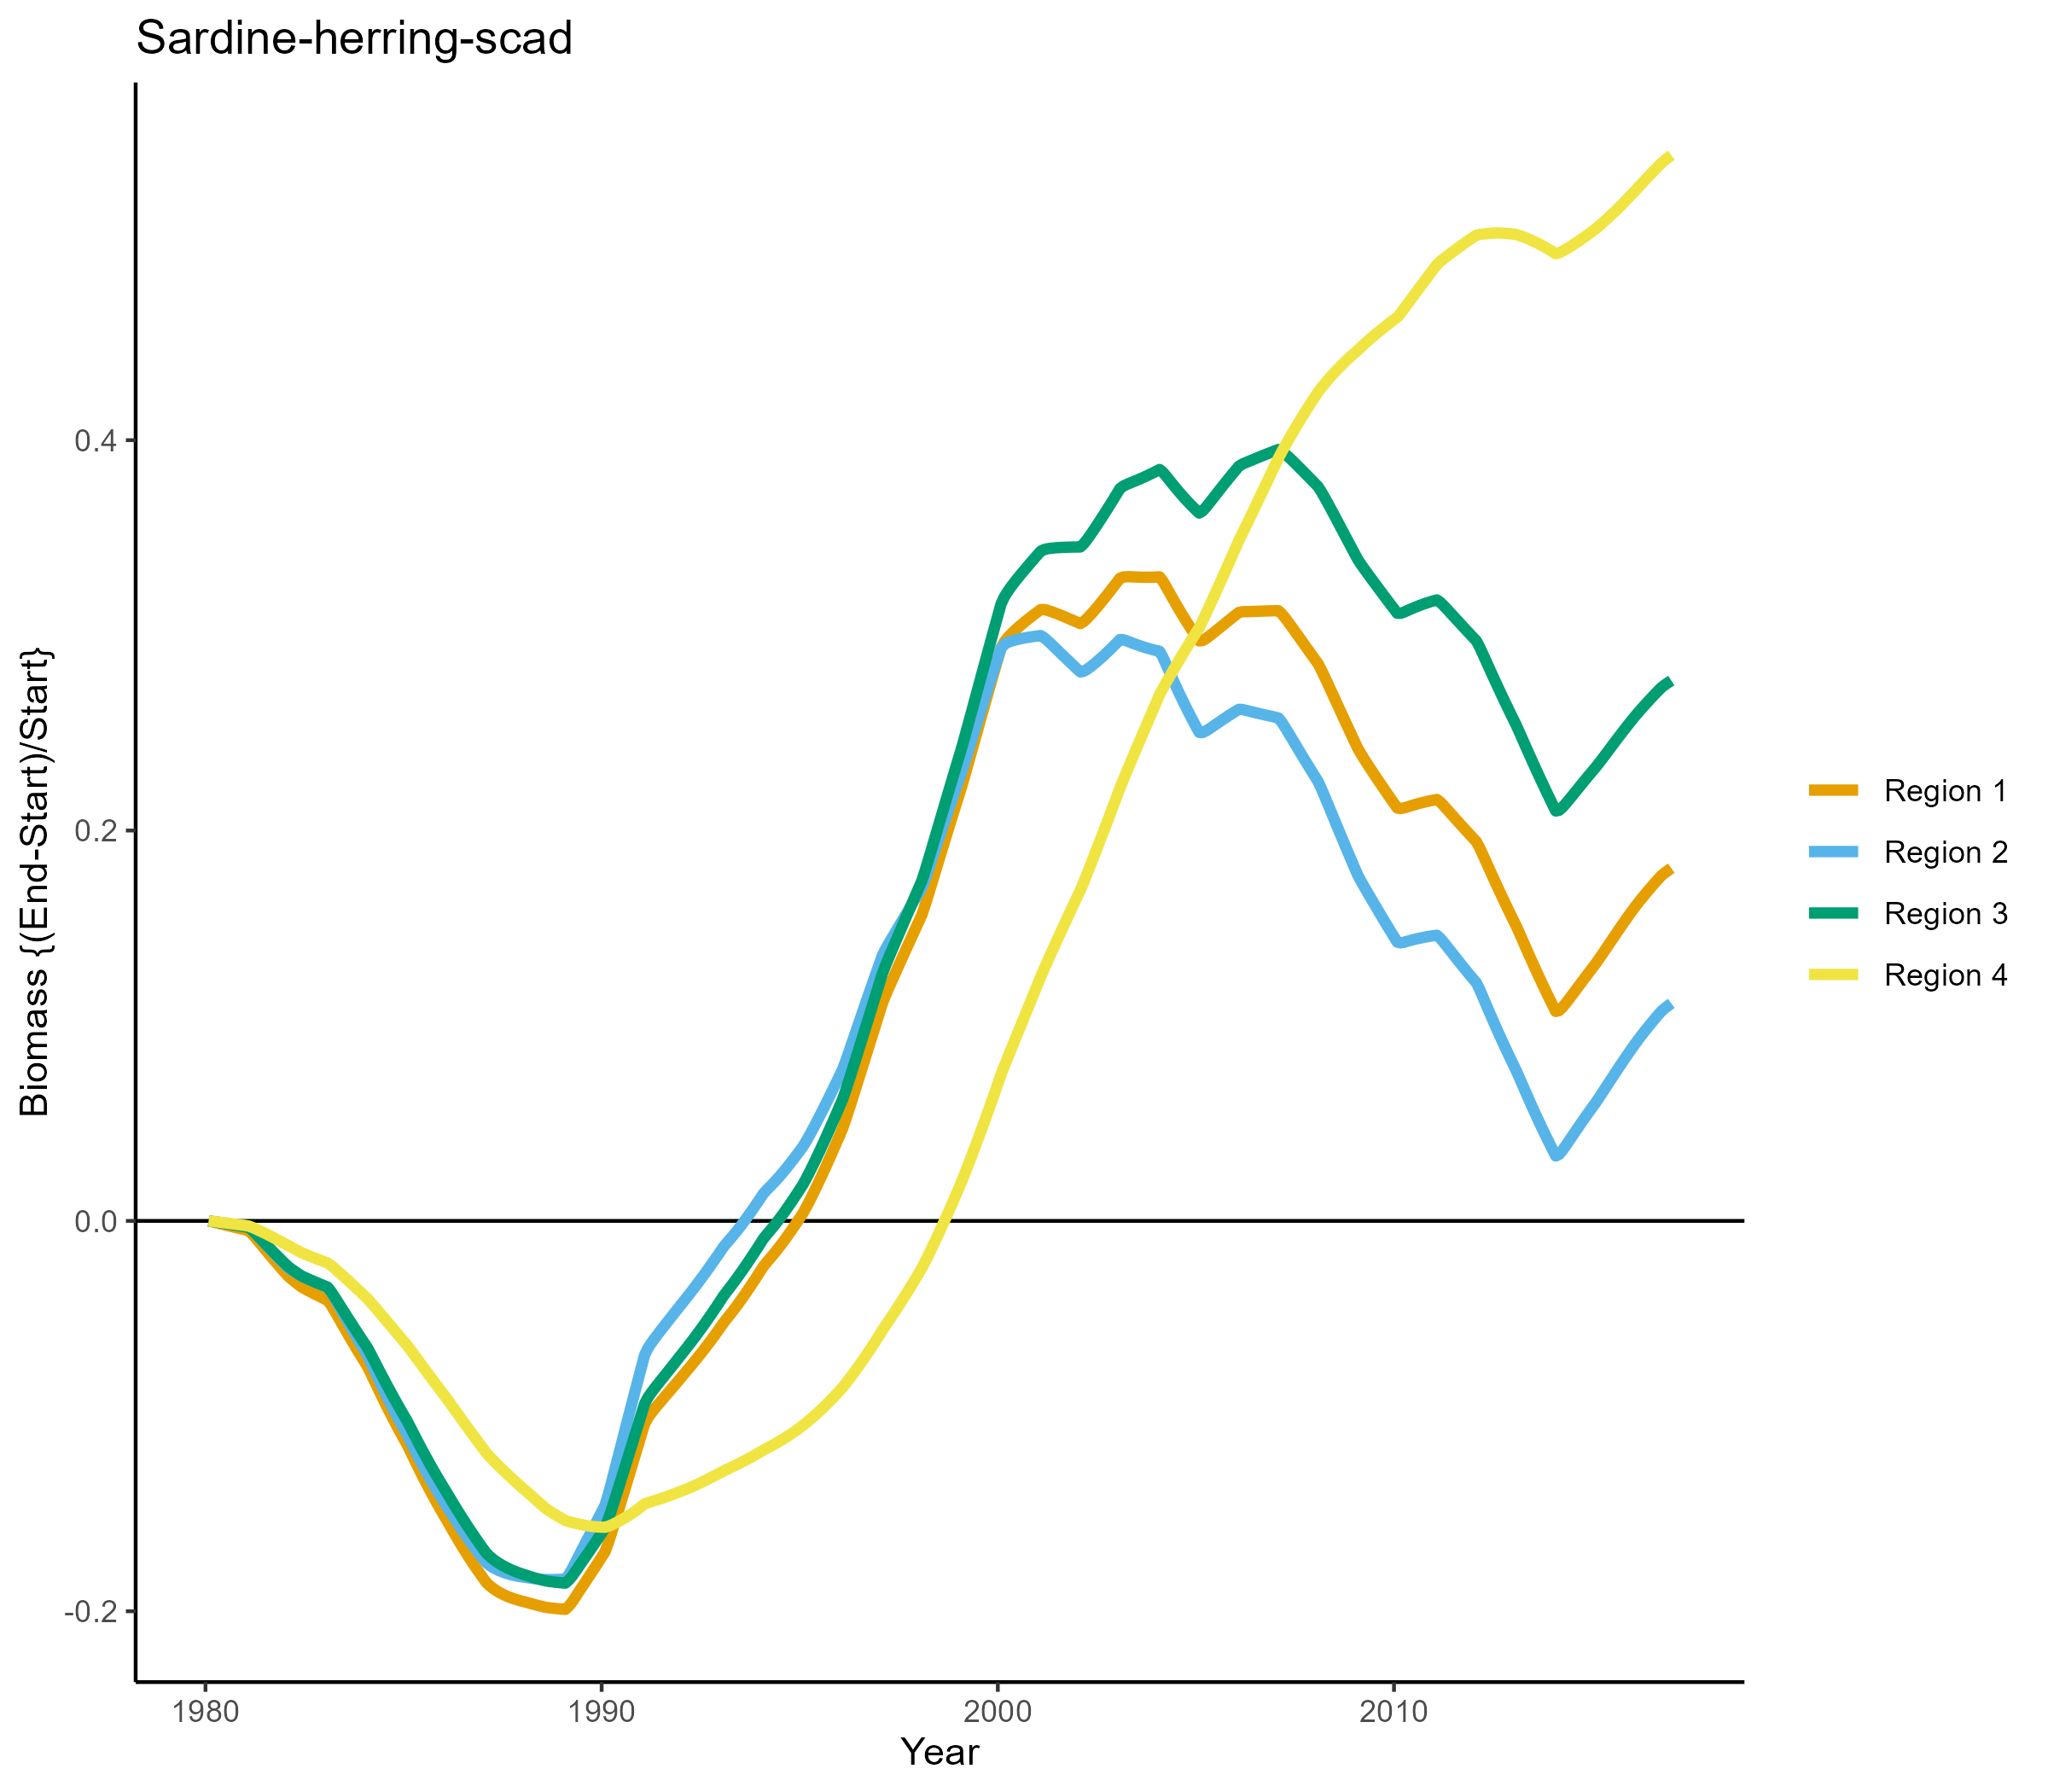 Sardine-herring-scad
Biomass {(End-Start)/Start}
0.4
0.2
0.0
-0.2
1980
1990
2000
2010
Year
Region 1
Region 2
Region 3
Region 4